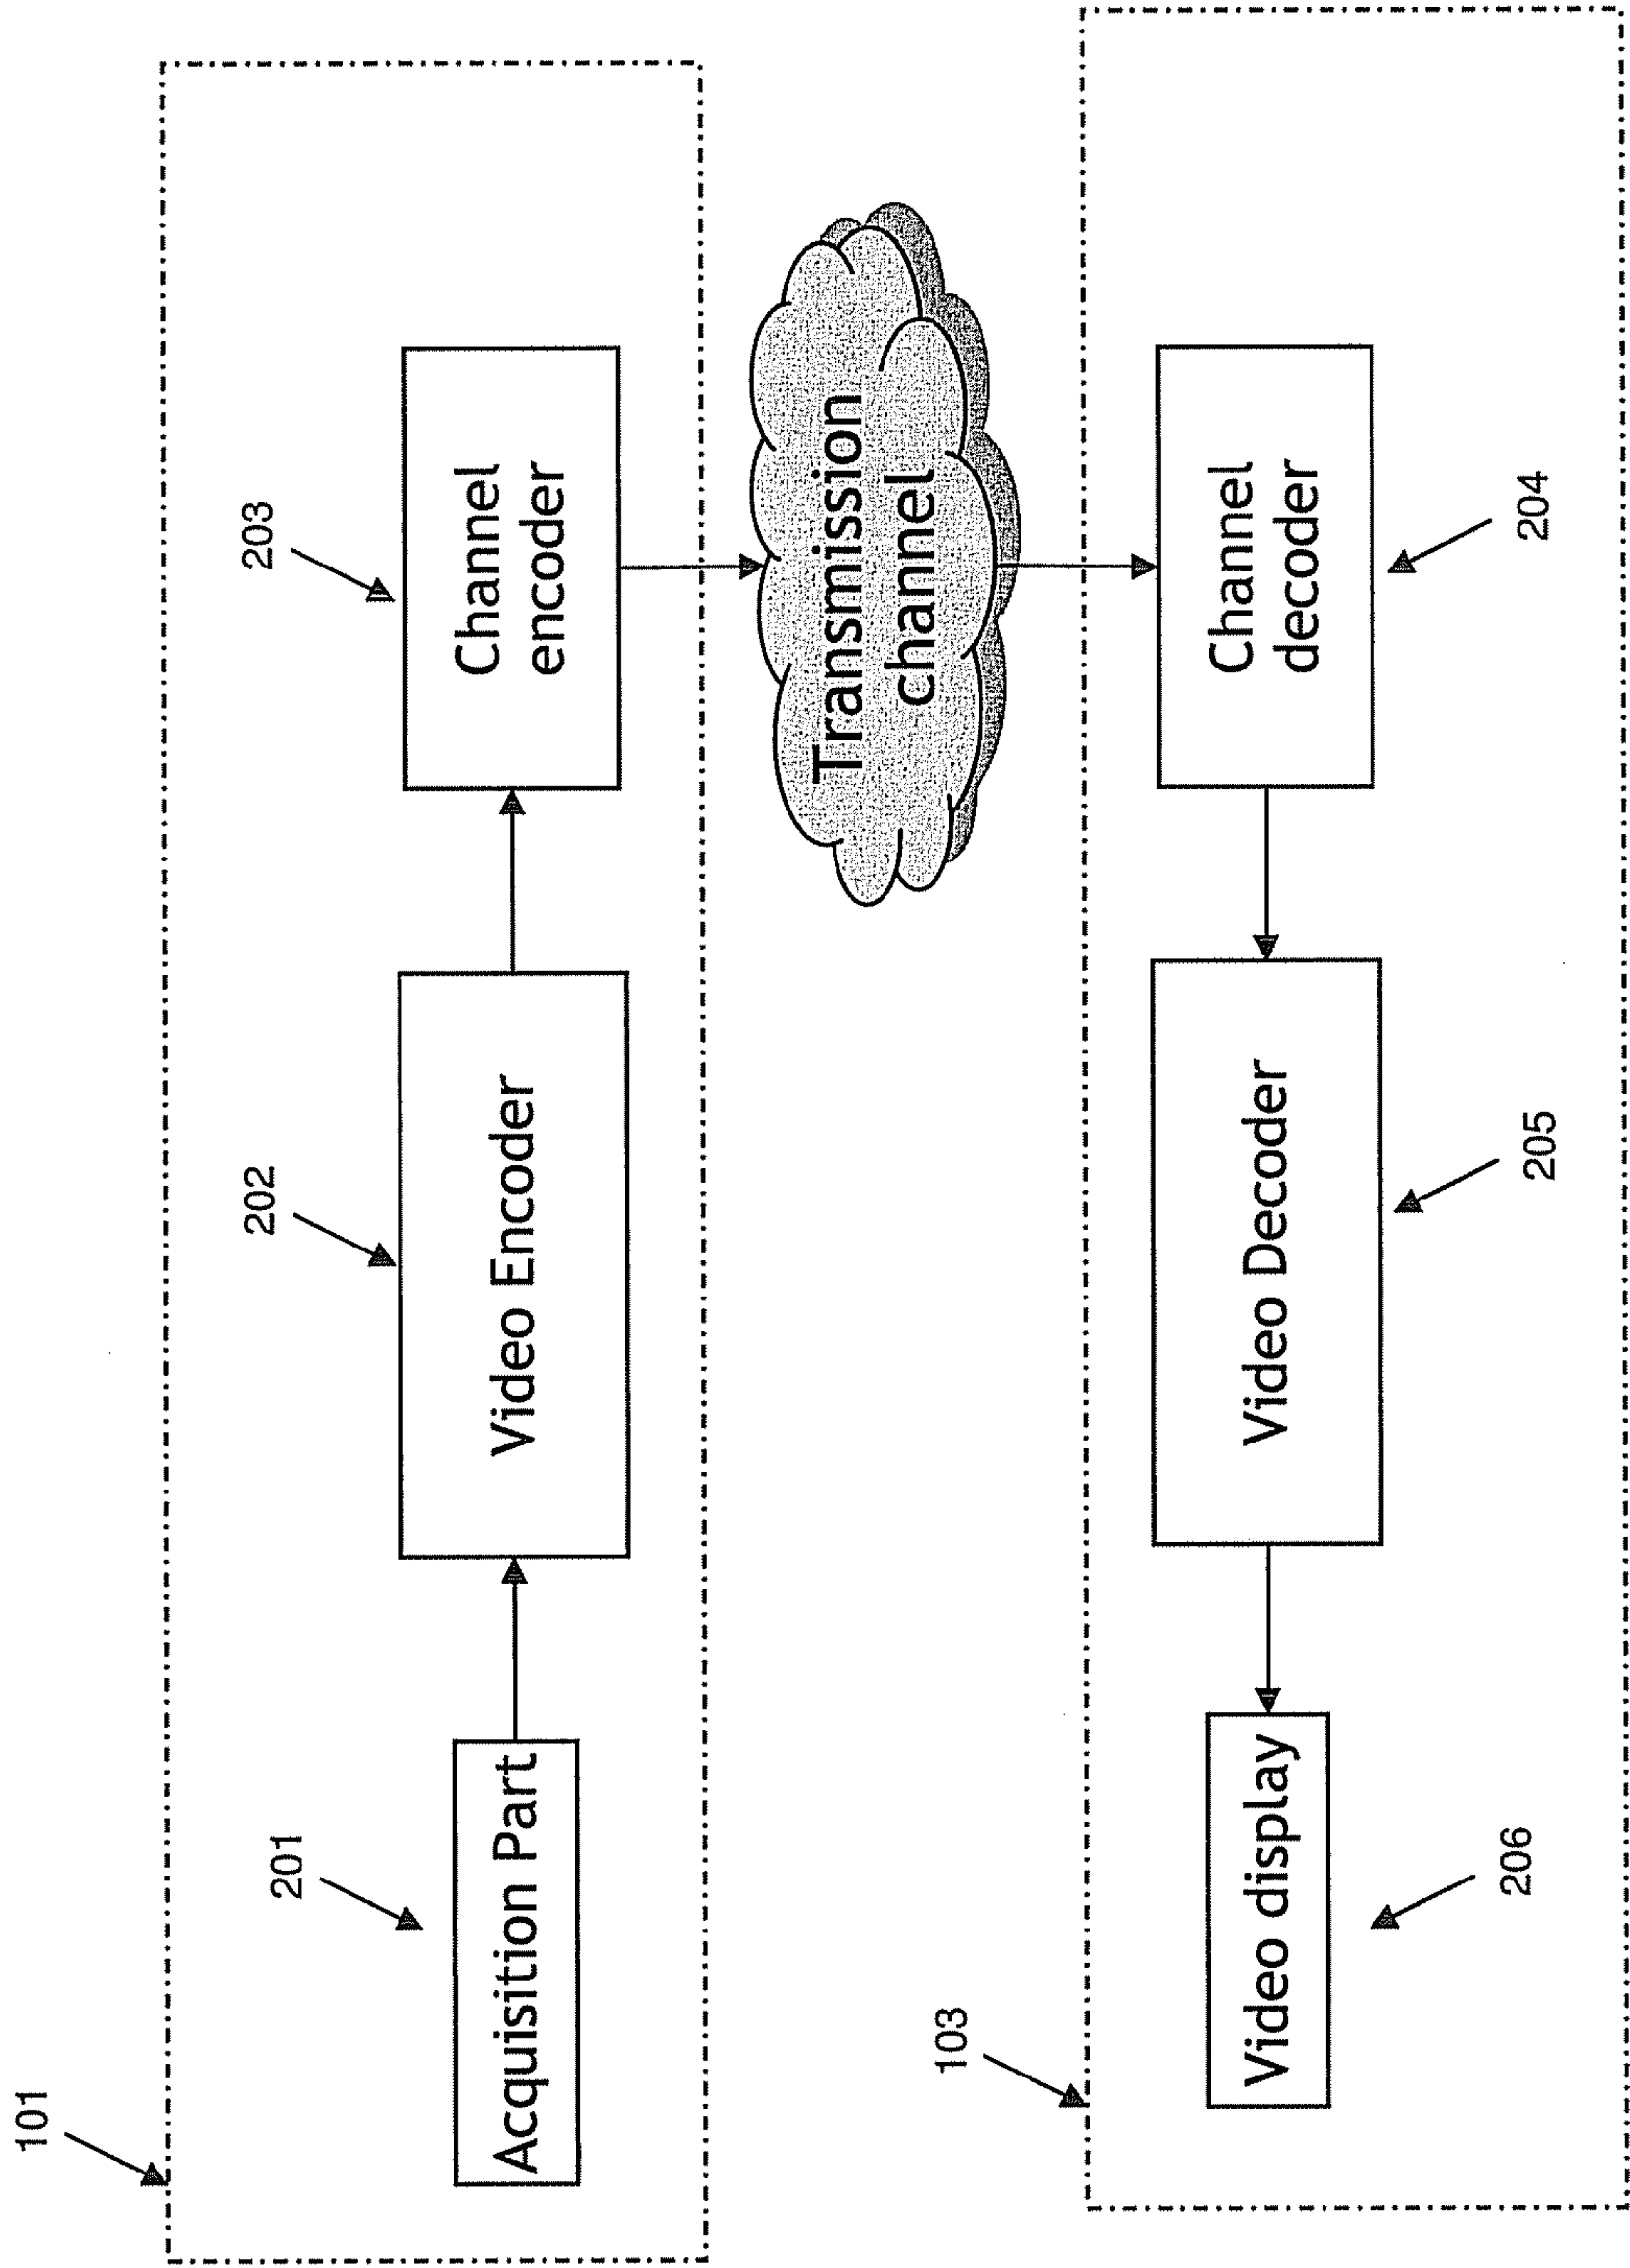 101
201
202
203
Acquisition Part
Video Encoder
Channel
encoder
Transmission
channel
103
Video display
Video Decoder
Channel
decoder
206
205
204